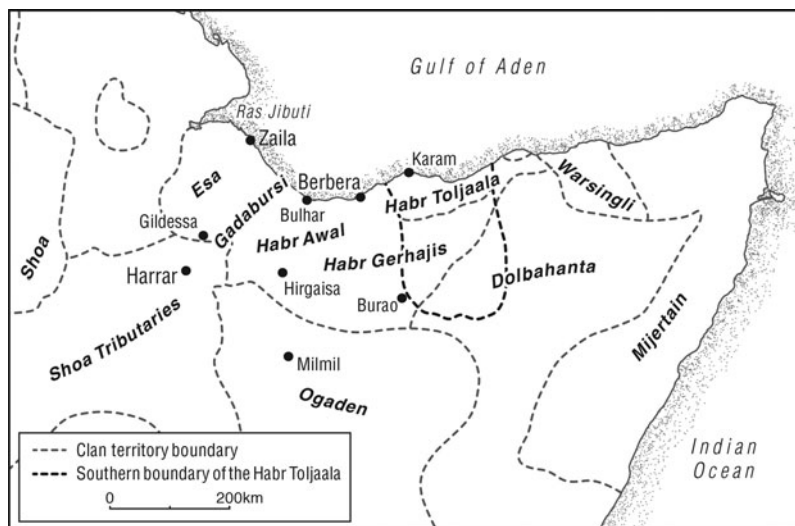 Gulf of Aden
Ras Jibuti
Zaila
Karam
Esa
Berbera
Habr Toljaala
Warsingli
Gadabursi
Bulhar
Gildessa
Habr Awal
Shoa
Habr Gerhajis
Harrar
Hirgaisa
Dolbahanta
Burao
Shoa Tributaries
Mijertain
Milmil
Ogaden
Indian
Ocean
Clan territory boundary
Southern boundary of the Habr Toljaala
0 200km